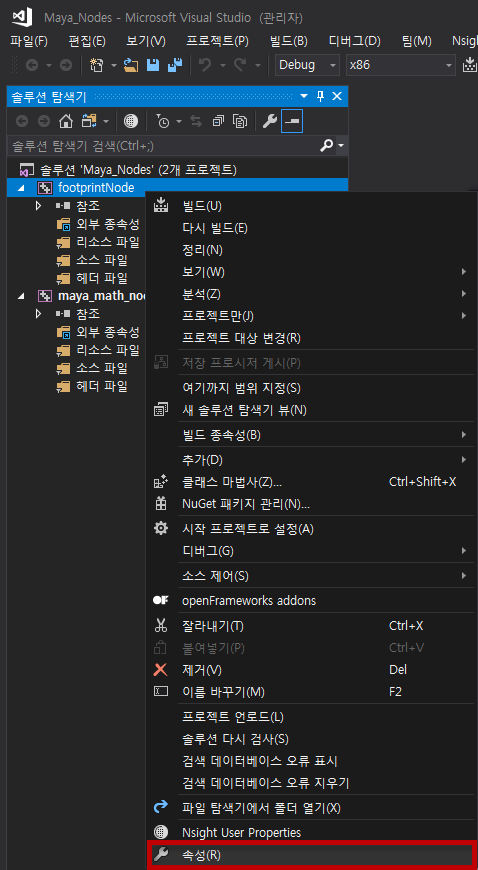 Maya_Nodes - Microsoft Visual Studio (관리자)
파일(F) 편집(E) 보기(V) 프로젝트(P) 빌드(B) 디버그(D) 팀(M) Nsight
Debug x86
솔루션 탐색기
솔루션 탐색기 검색(Ctrl+;)
솔루션 'Maya_Nodes' (2개 프로젝트)
footprintNode
참조
외부 종속성
리소스 파일
소스 파일
헤더 파일
maya_math_no
참조
외부 종속성
리소스 파일
소스 파일
헤더 파일
빌드(U)
다시 빌드(E)
정리(N)
보기(W)
분석(Z)
프로젝트만(J)
프로젝트 대상 변경(R)
저장 프로시저 게시(P)
여기까지 범위 지정(S)
새 솔루션 탐색기 뷰(N)
빌드 종속성(B)
추가(D)
클래스 마법사(Z)... Ctrl+Shift+X
NuGet 패키지 관리(N)...
시작 프로젝트로 설정(A)
디버그(G)
소스 제어(S)
OF openFrameworks addons
잘라내기(T) Ctrl+X
붙여넣기(P) Ctrl+V
제거(V) Del
이름 바꾸기(M) F2
프로젝트 언로드(L)
솔루션 다시 검사(S)
검색 데이터베이스 오류 표시
검색 데이터베이스 오류 지우기
파일 탐색기에서 폴더 열기(X)
Nsight User Properties
속성(R)